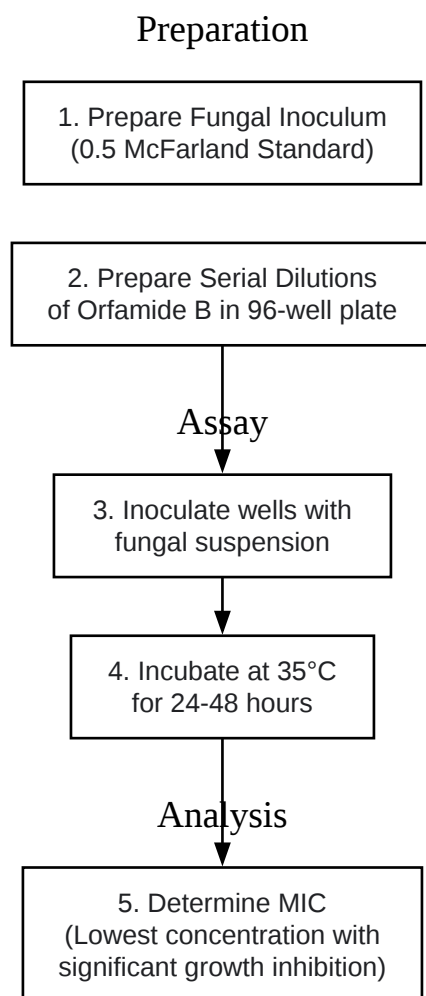 Preparation
1. Prepare Fungal Inoculum
(0.5 McFarland Standard)
2. Prepare Serial Dilutions
of Orfamide B in 96-well plate
Assay
3. Inoculate wells with
fungal suspension
4. Incubate at 35°C
for 24-48 hours
Analysis
5. Determine MIC
(Lowest concentration with
significant growth inhibition)